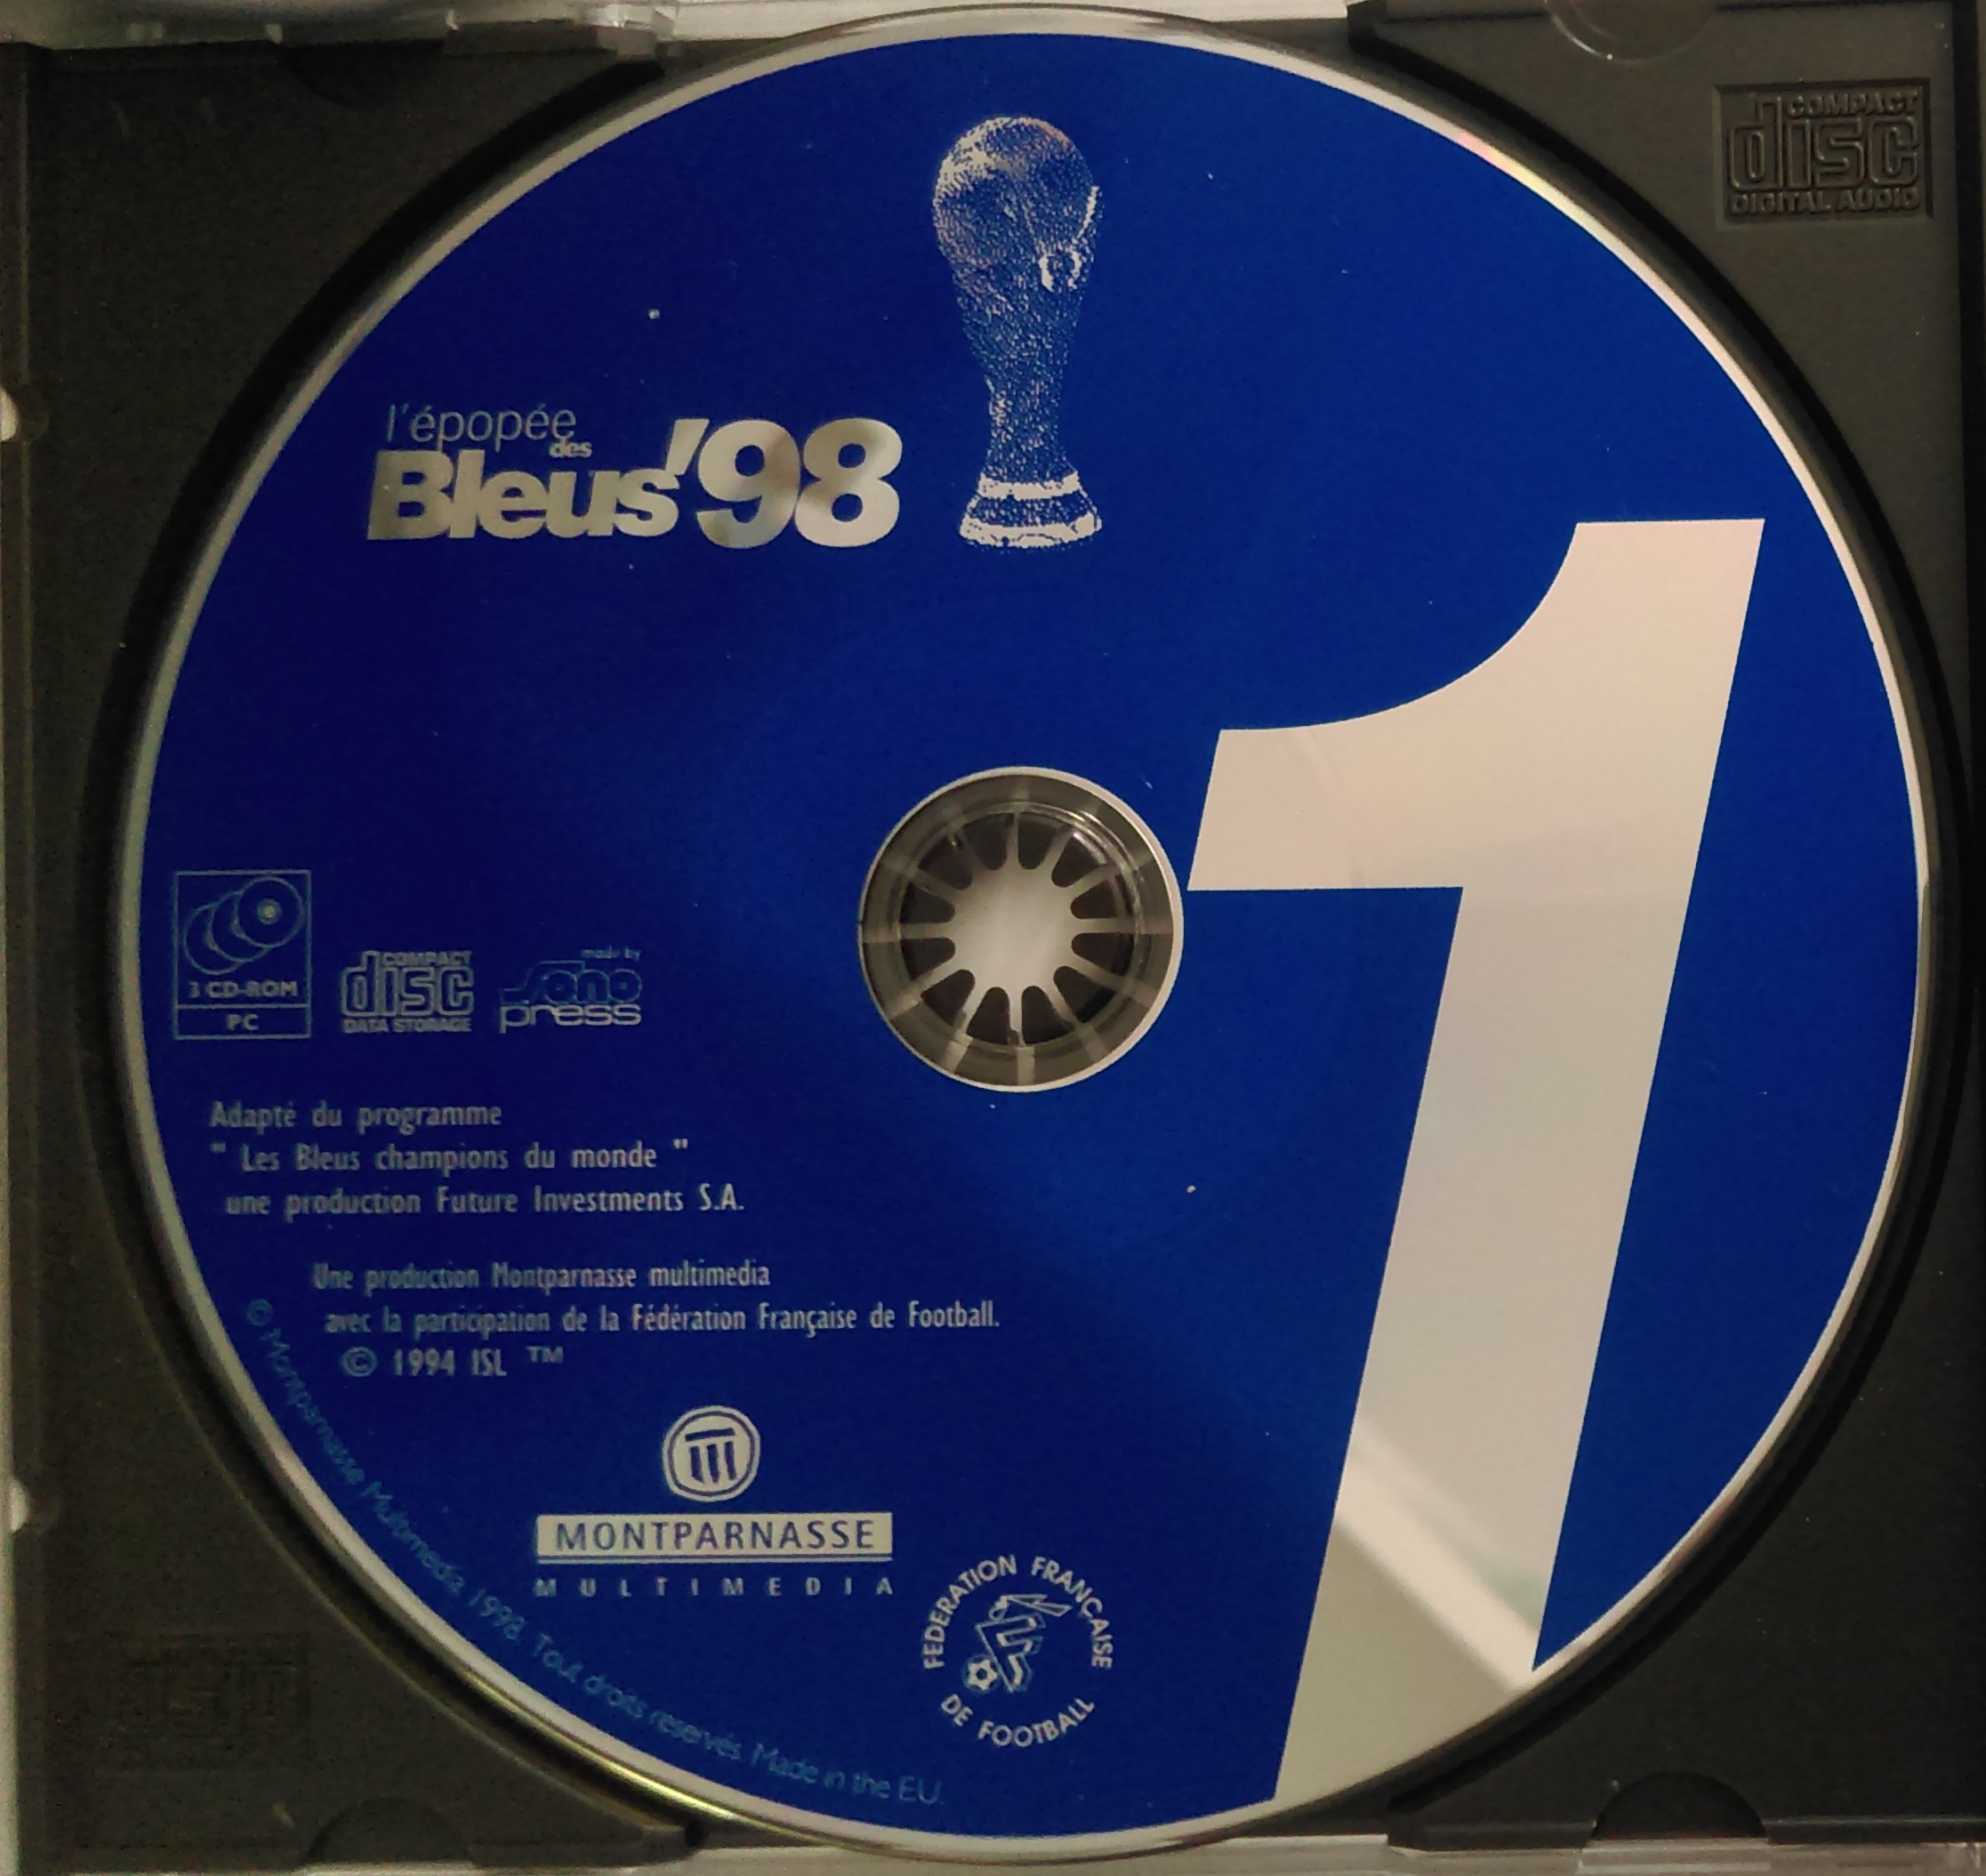 COMPACT
disc
DIGITAL AUDIO
l'épopée
des
Bleus'98
1
3 CD-ROM
PC
COMPACT
disc
DATA STORAGE
made by
sono
press
Adapté du programme
" Les Bleus champions du monde "
une production Future Investments S.A.
Une production Montparnasse multimedia
avec la participation de la Fédération Française de Football.
© 1994 ISL ™
MONTPARNASSE
MULTIMEDIA
FEDERATION FRANÇAISE
DE FOOTBALL
© Montparnasse Multimedia 1998. Tout droits reservés. Made in the EU.